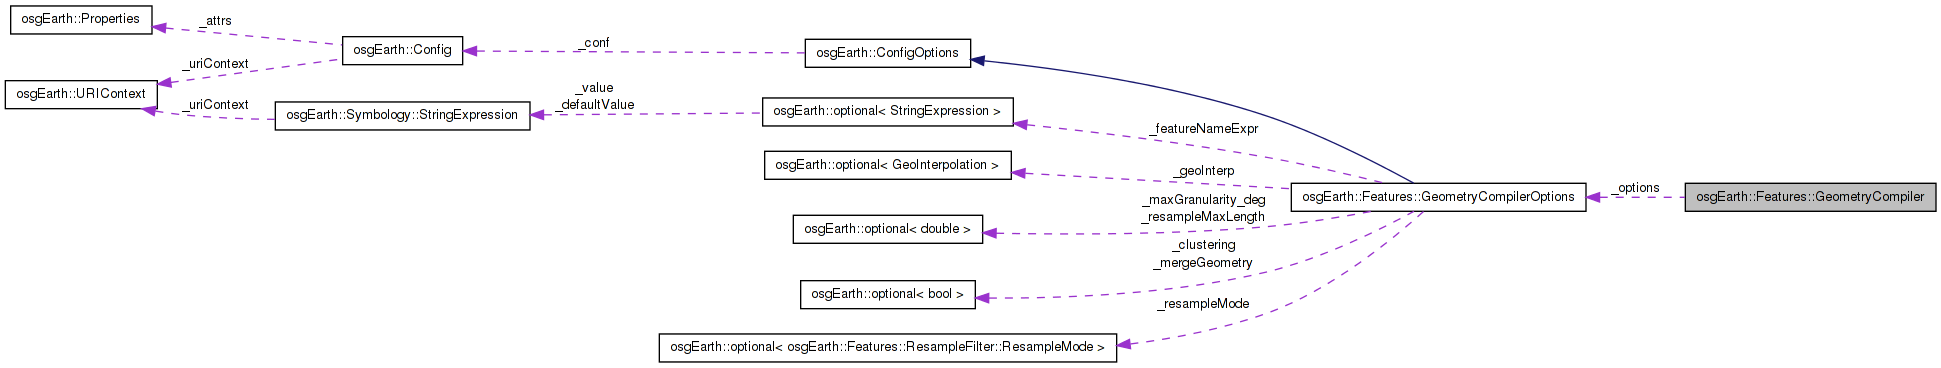 osgEarth::Properties
_attrs
osgEarth::Config
_conf
osgEarth::ConfigOptions
_uriContext
osgEarth::URIContext
_uriContext
osgEarth::Symbology::StringExpression
_value
_defaultValue
osgEarth::optional< StringExpression >
_featureNameExpr
osgEarth::optional< GeoInterpolation >
_geoInterp
osgEarth::Features::GeometryCompilerOptions
_options
osgEarth::Features::GeometryCompiler
_maxGranularity_deg
_resampleMaxLength
osgEarth::optional< double >
_clustering
_mergeGeometry
osgEarth::optional< bool >
_resampleMode
osgEarth::optional< osgEarth::Features::ResampleFilter::ResampleMode >